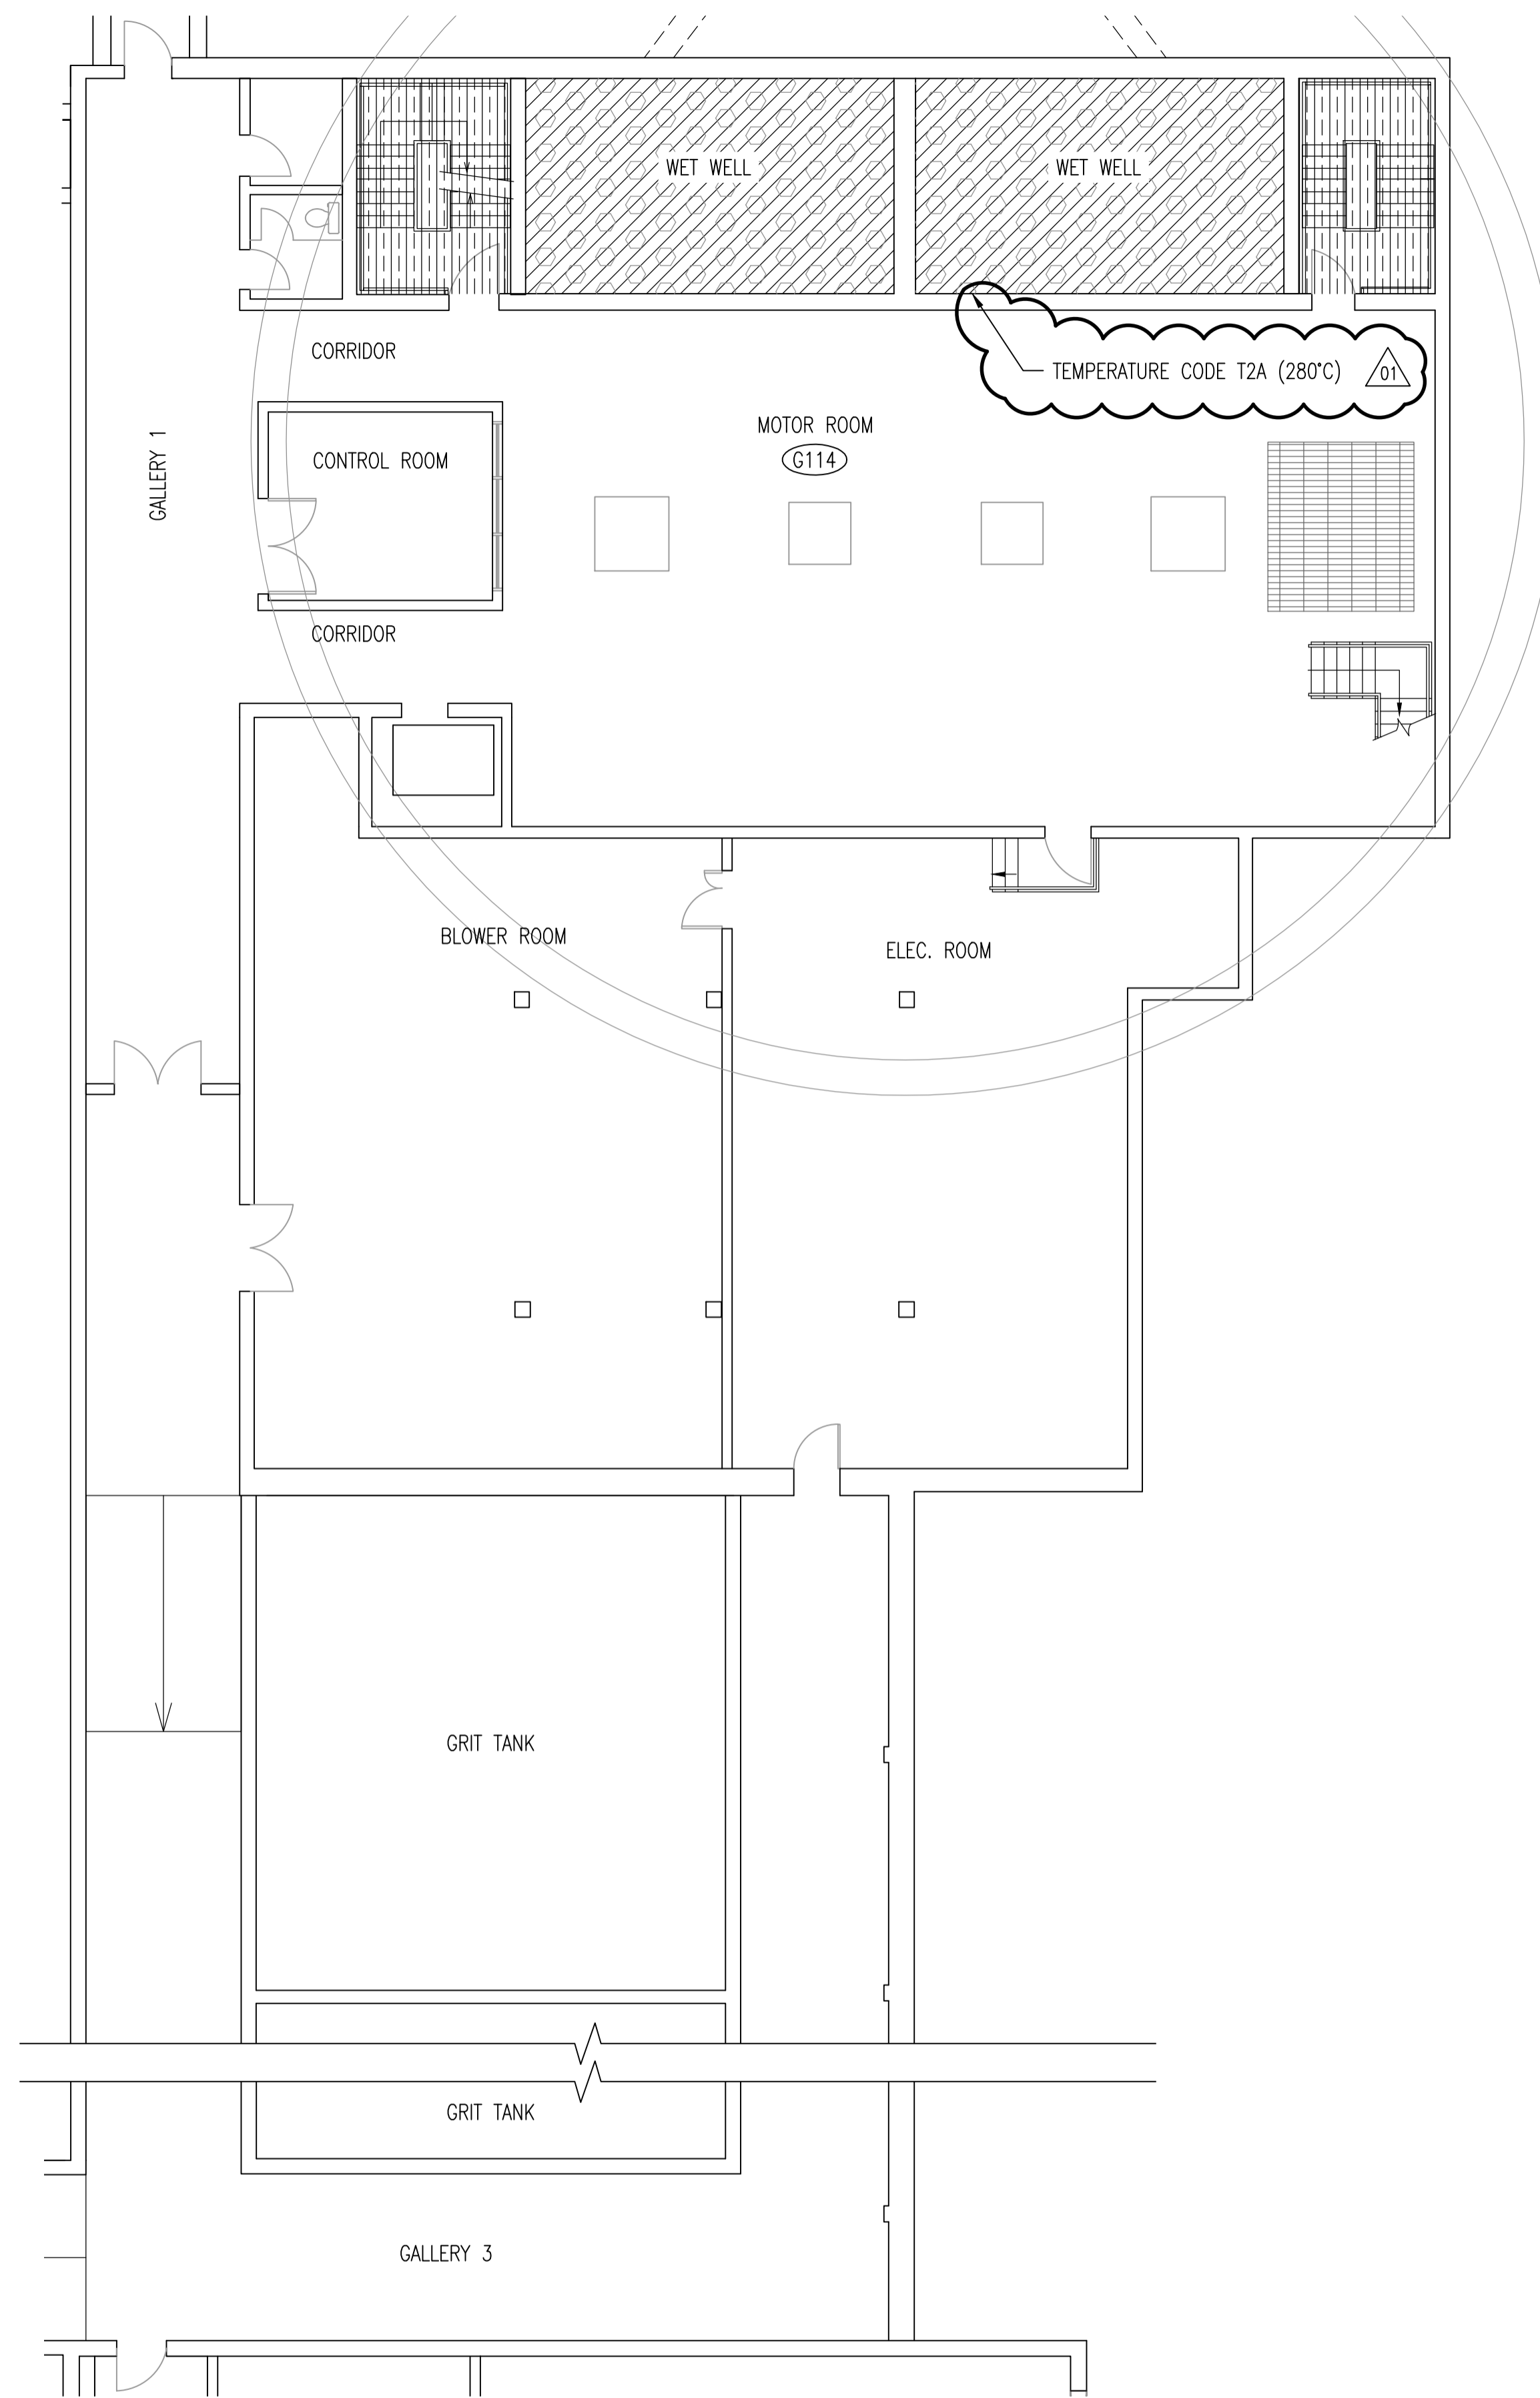 WET WELL
WET WELL
CORRIDOR
TEMPERATURE CODE T2A (280°C)
01
MOTOR ROOM
G114
CONTROL ROOM
GALLERY 1
CORRIDOR
BLOWER ROOM
ELEC. ROOM
GRIT TANK
GRIT TANK
GALLERY 3